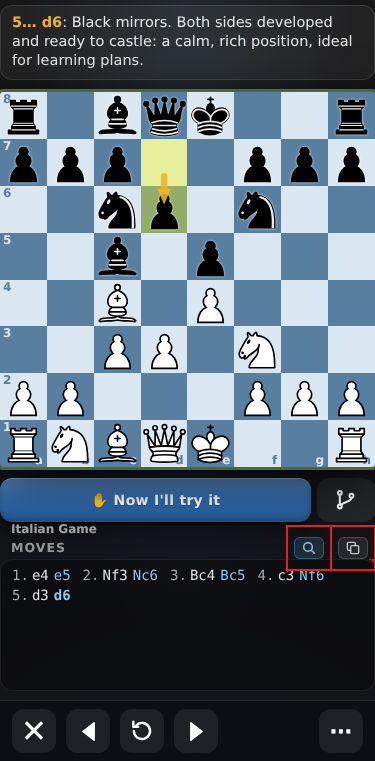 5... d6: Black mirrors. Both sides developed
and ready to castle: a calm, rich position, ideal
for learning plans.
8
7
6
5
4
3
2
1
d e f g
✋ Now I'll try it
Italian Game
MOVES
1. e4 e5 2. Nf3 Nc6 3. Bc4 Bc5 4. c3 Nf6
5. d3 d6